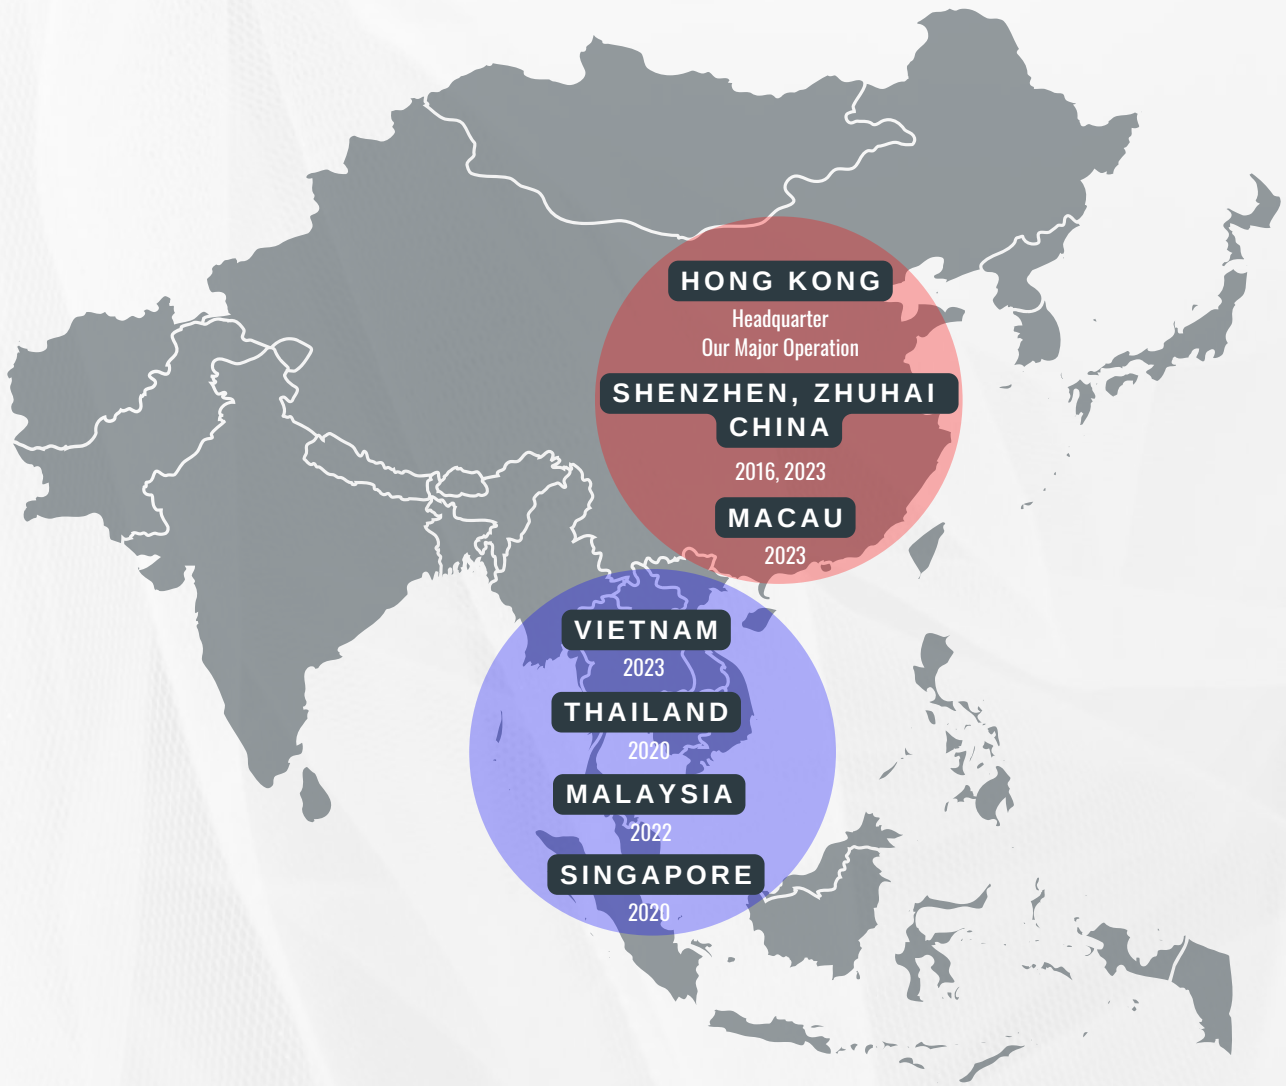 HONG KONG
Headquarter
Our Major Operation
SHENZHEN, ZHUHAI
CHINA
2016, 2023
MACAU
2023
VIETNAM
2023
THAILAND
2020
MALAYSIA
2022
SINGAPORE
2020